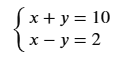 x + y = 10
x − y = 2